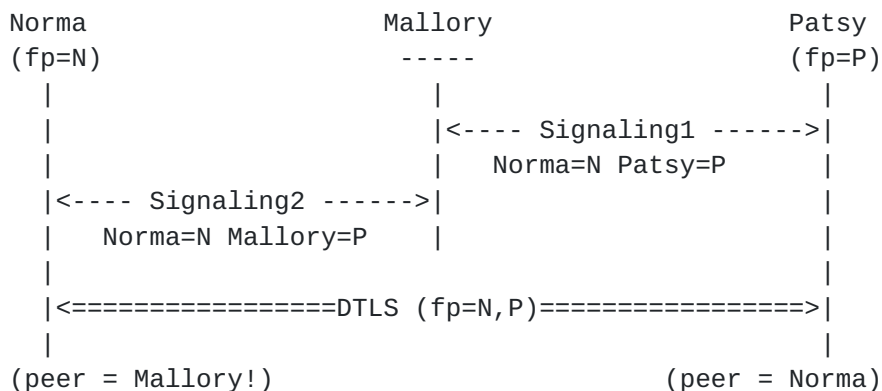 Norma Mallory Patsy
(fp=N) ----- (fp=P)
| | |
| |<---- Signaling1 ------>|
| | Norma=N Patsy=P |
|<---- Signaling2 ------>| |
| Norma=N Mallory=P | |
| |
|<=================DTLS (fp=N,P)=================>|
| |
(peer = Mallory!) (peer = Norma)